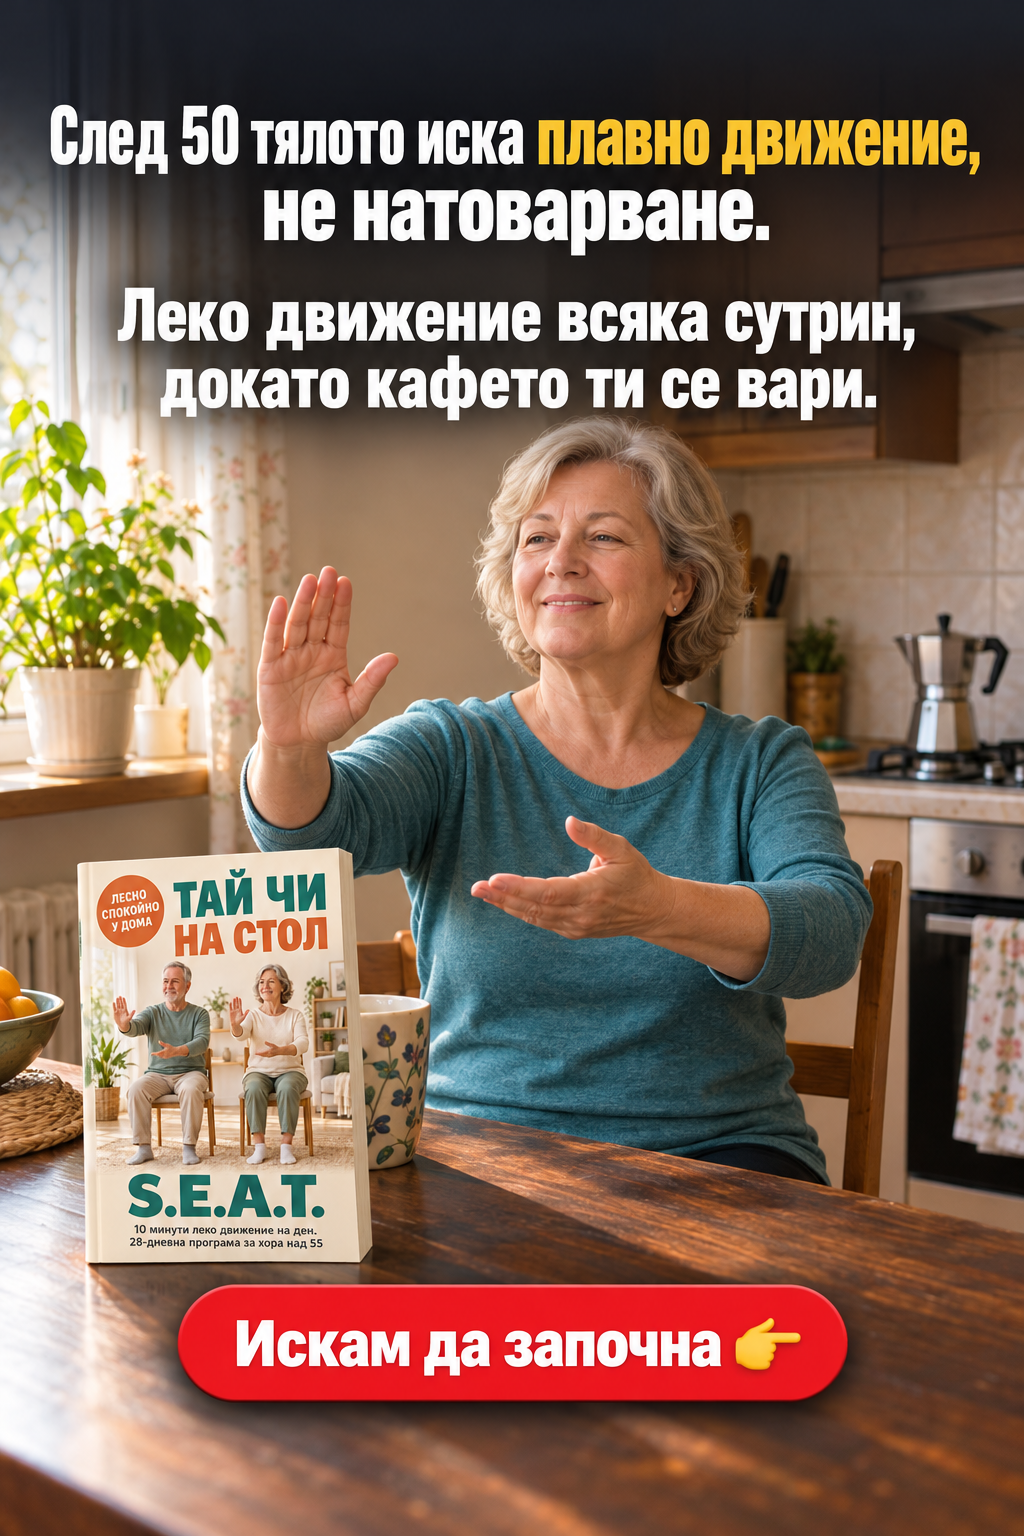 След 50 тялото иска плавно движение,
не натоварване.
Леко движение всяка сутрин,
докато кафето ти се вари.
ЛЕСНО
СПОКОЙНО
У ДОМА
ТАЙ ЧИ
НА СТОЛ
S.E.A.T.
10 минути леко движение на ден.
28-дневна програма за хора над 55
Искам да започна 👉